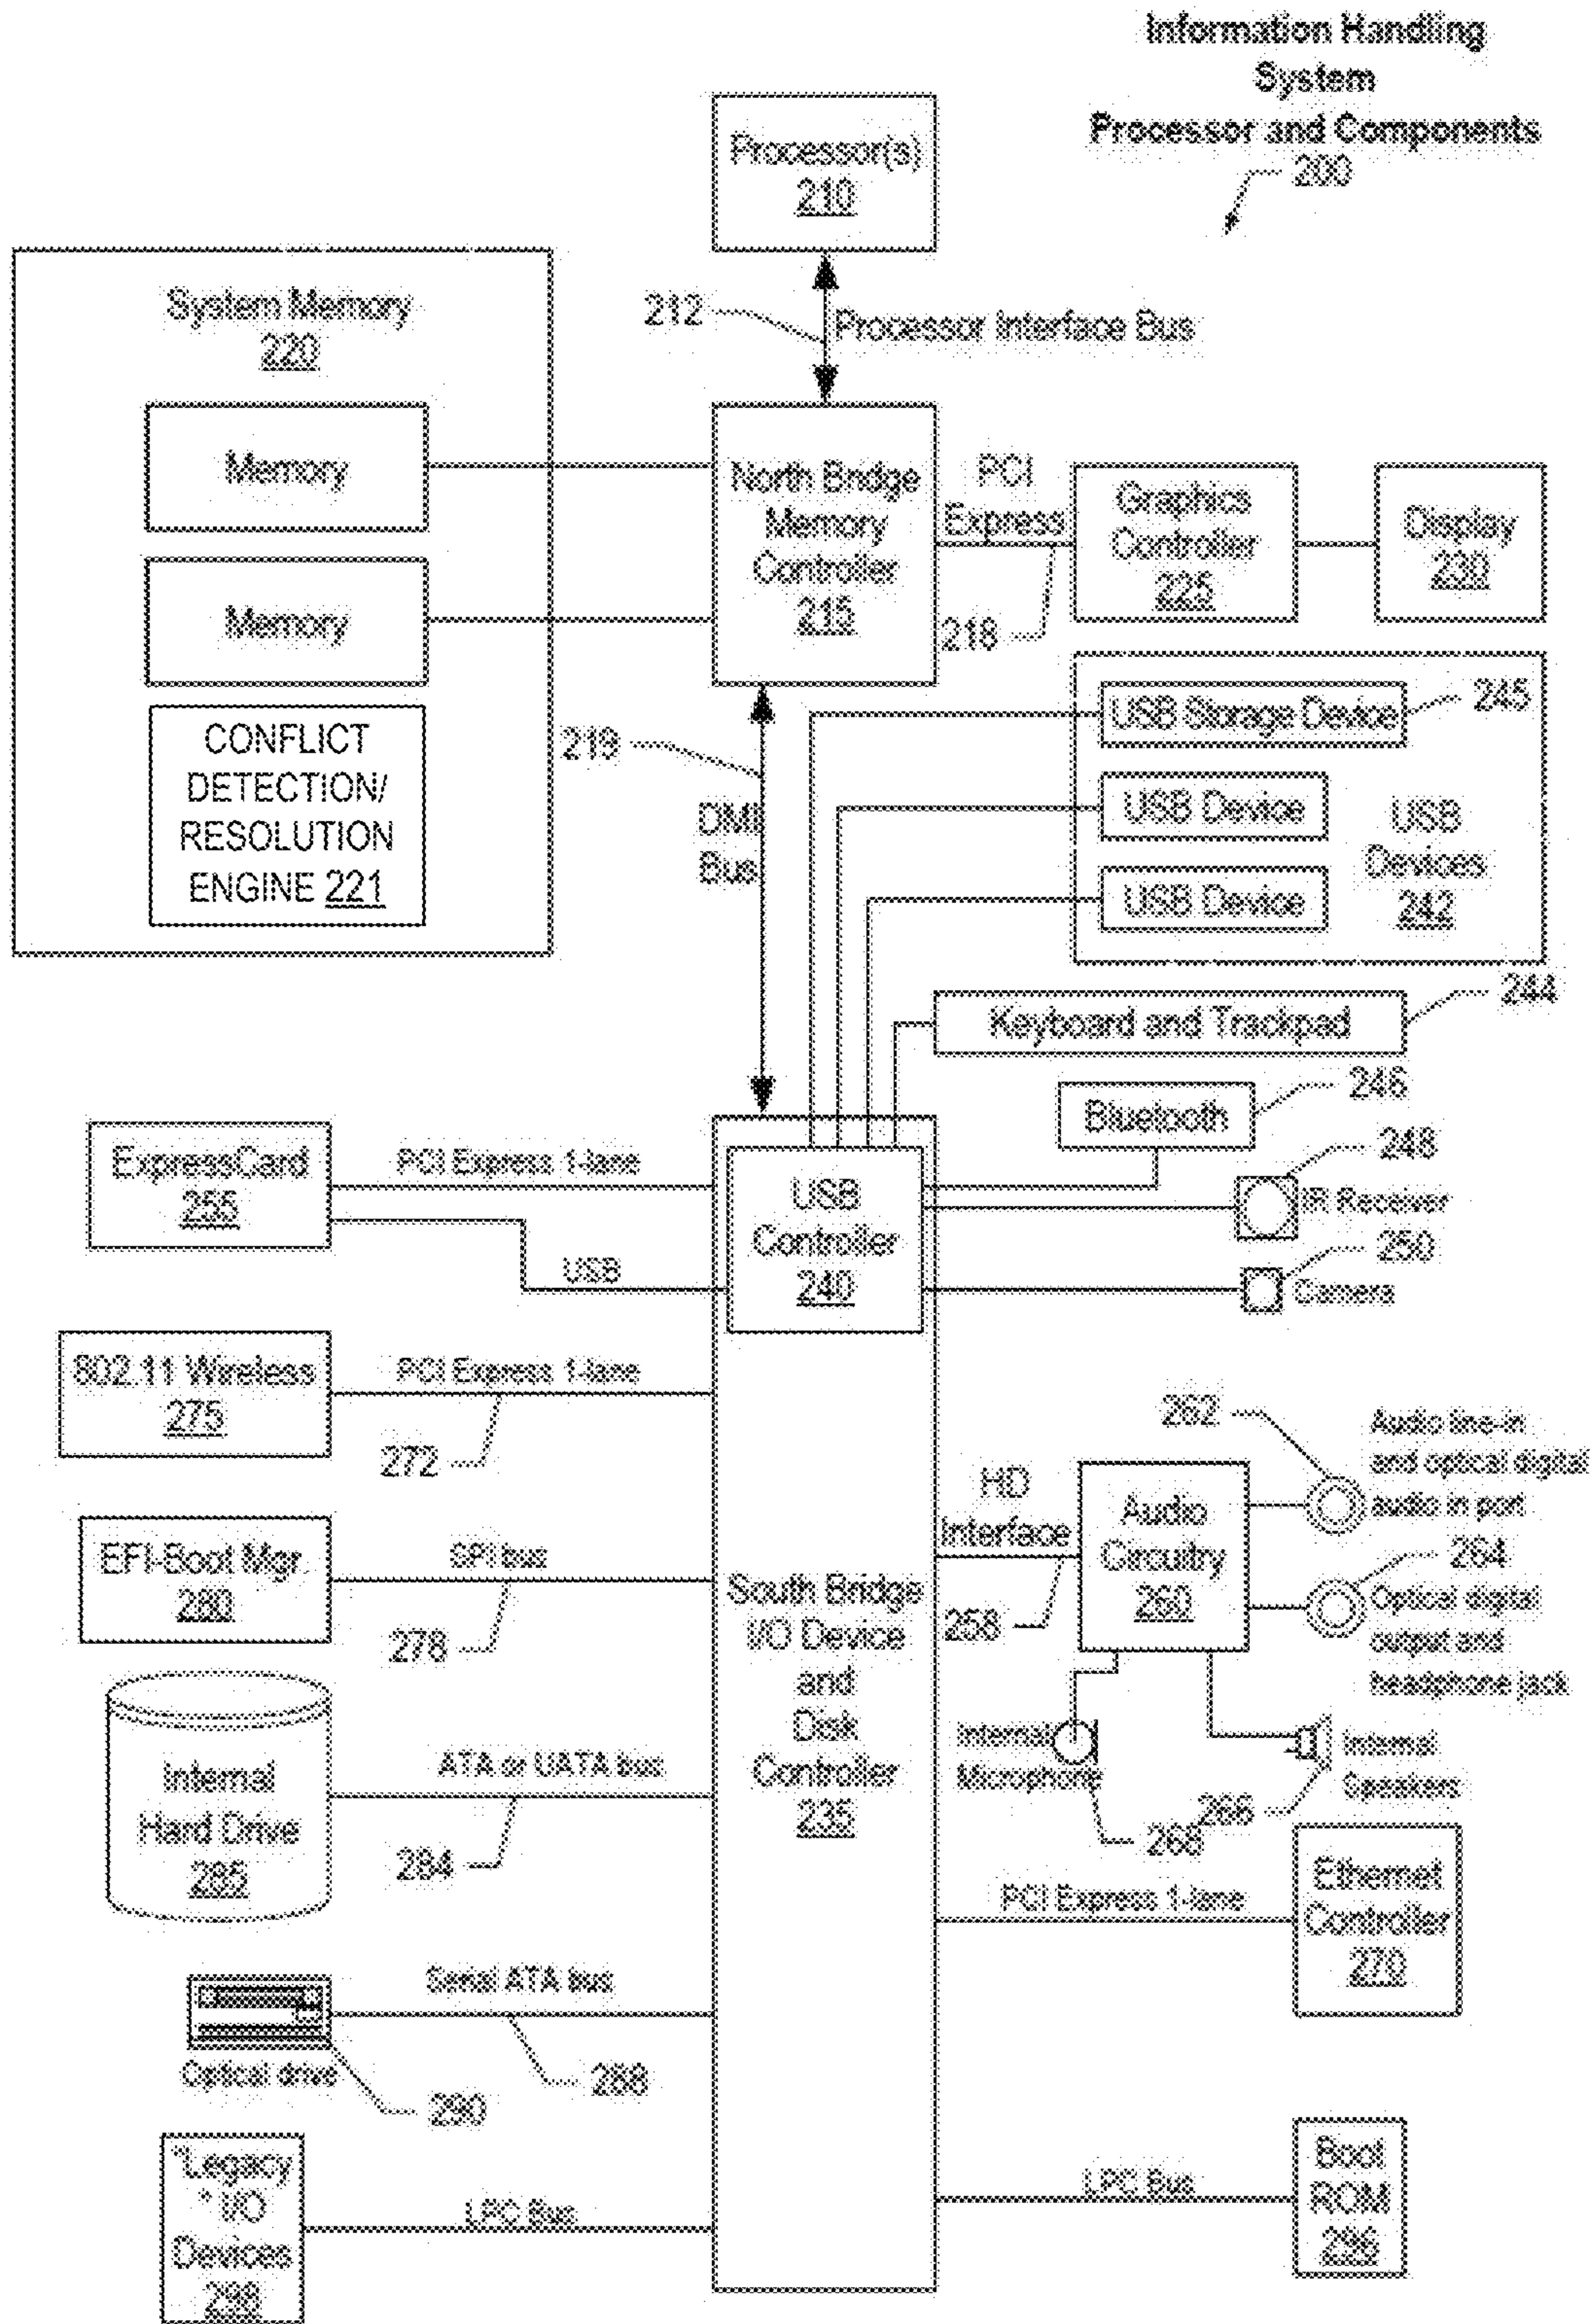 Information Handling
System
Processor and Components
200
Processor(s)
210
212
Processor Interface Bus
System Memory
220
Memory
Memory
CONFLICT
DETECTION/
RESOLUTION
ENGINE 221
North Bridge
Memory
Controller
215
PCI
Express
218
Graphics
Controller
225
Display
230
219
DMI
Bus
USB Storage Device
245
USB Device
USB Device
USB
Devices
242
244
Keyboard and Trackpad
246
Bluetooth
248
IR Receiver
250
Camera
ExpressCard
255
PCI Express 1-lane
USB
USB
Controller
240
802.11 Wireless
275
PCI Express 1-lane
272
EFI-Boot Mgr.
280
SPI bus
278
Internal
Hard Drive
285
ATA or UATA bus
284
Serial ATA bus
288
Optical drive
290
"Legacy
" I/O
Devices
298
LPC Bus
South Bridge
I/O Device
and
Disk
Controller
235
HD
Interface
258
Audio
Circuitry
260
262
Audio line-in
and optical digital
audio in port
264
Optical digital
output and
headphone jack
Internal
Microphone
268
266
Internal
Speakers
PCI Express 1-lane
Ethernet
Controller
270
LPC Bus
Boot
ROM
296